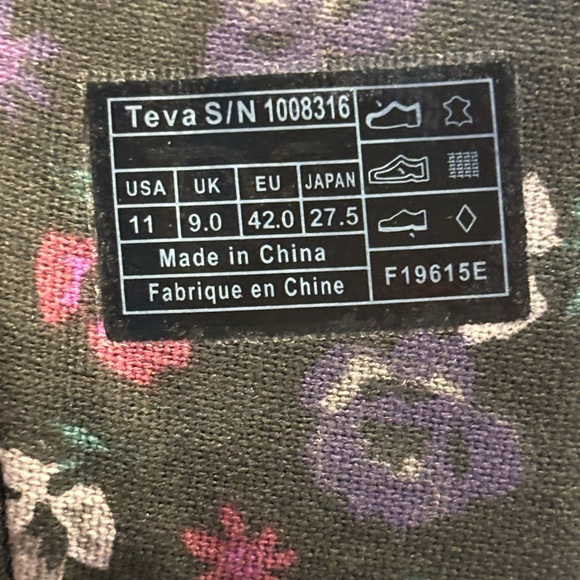 Teva S/N 1008316
USA UK EU JAPAN
11 9.0 42.0 27.5
Made in China
Fabrique en Chine
F19615E